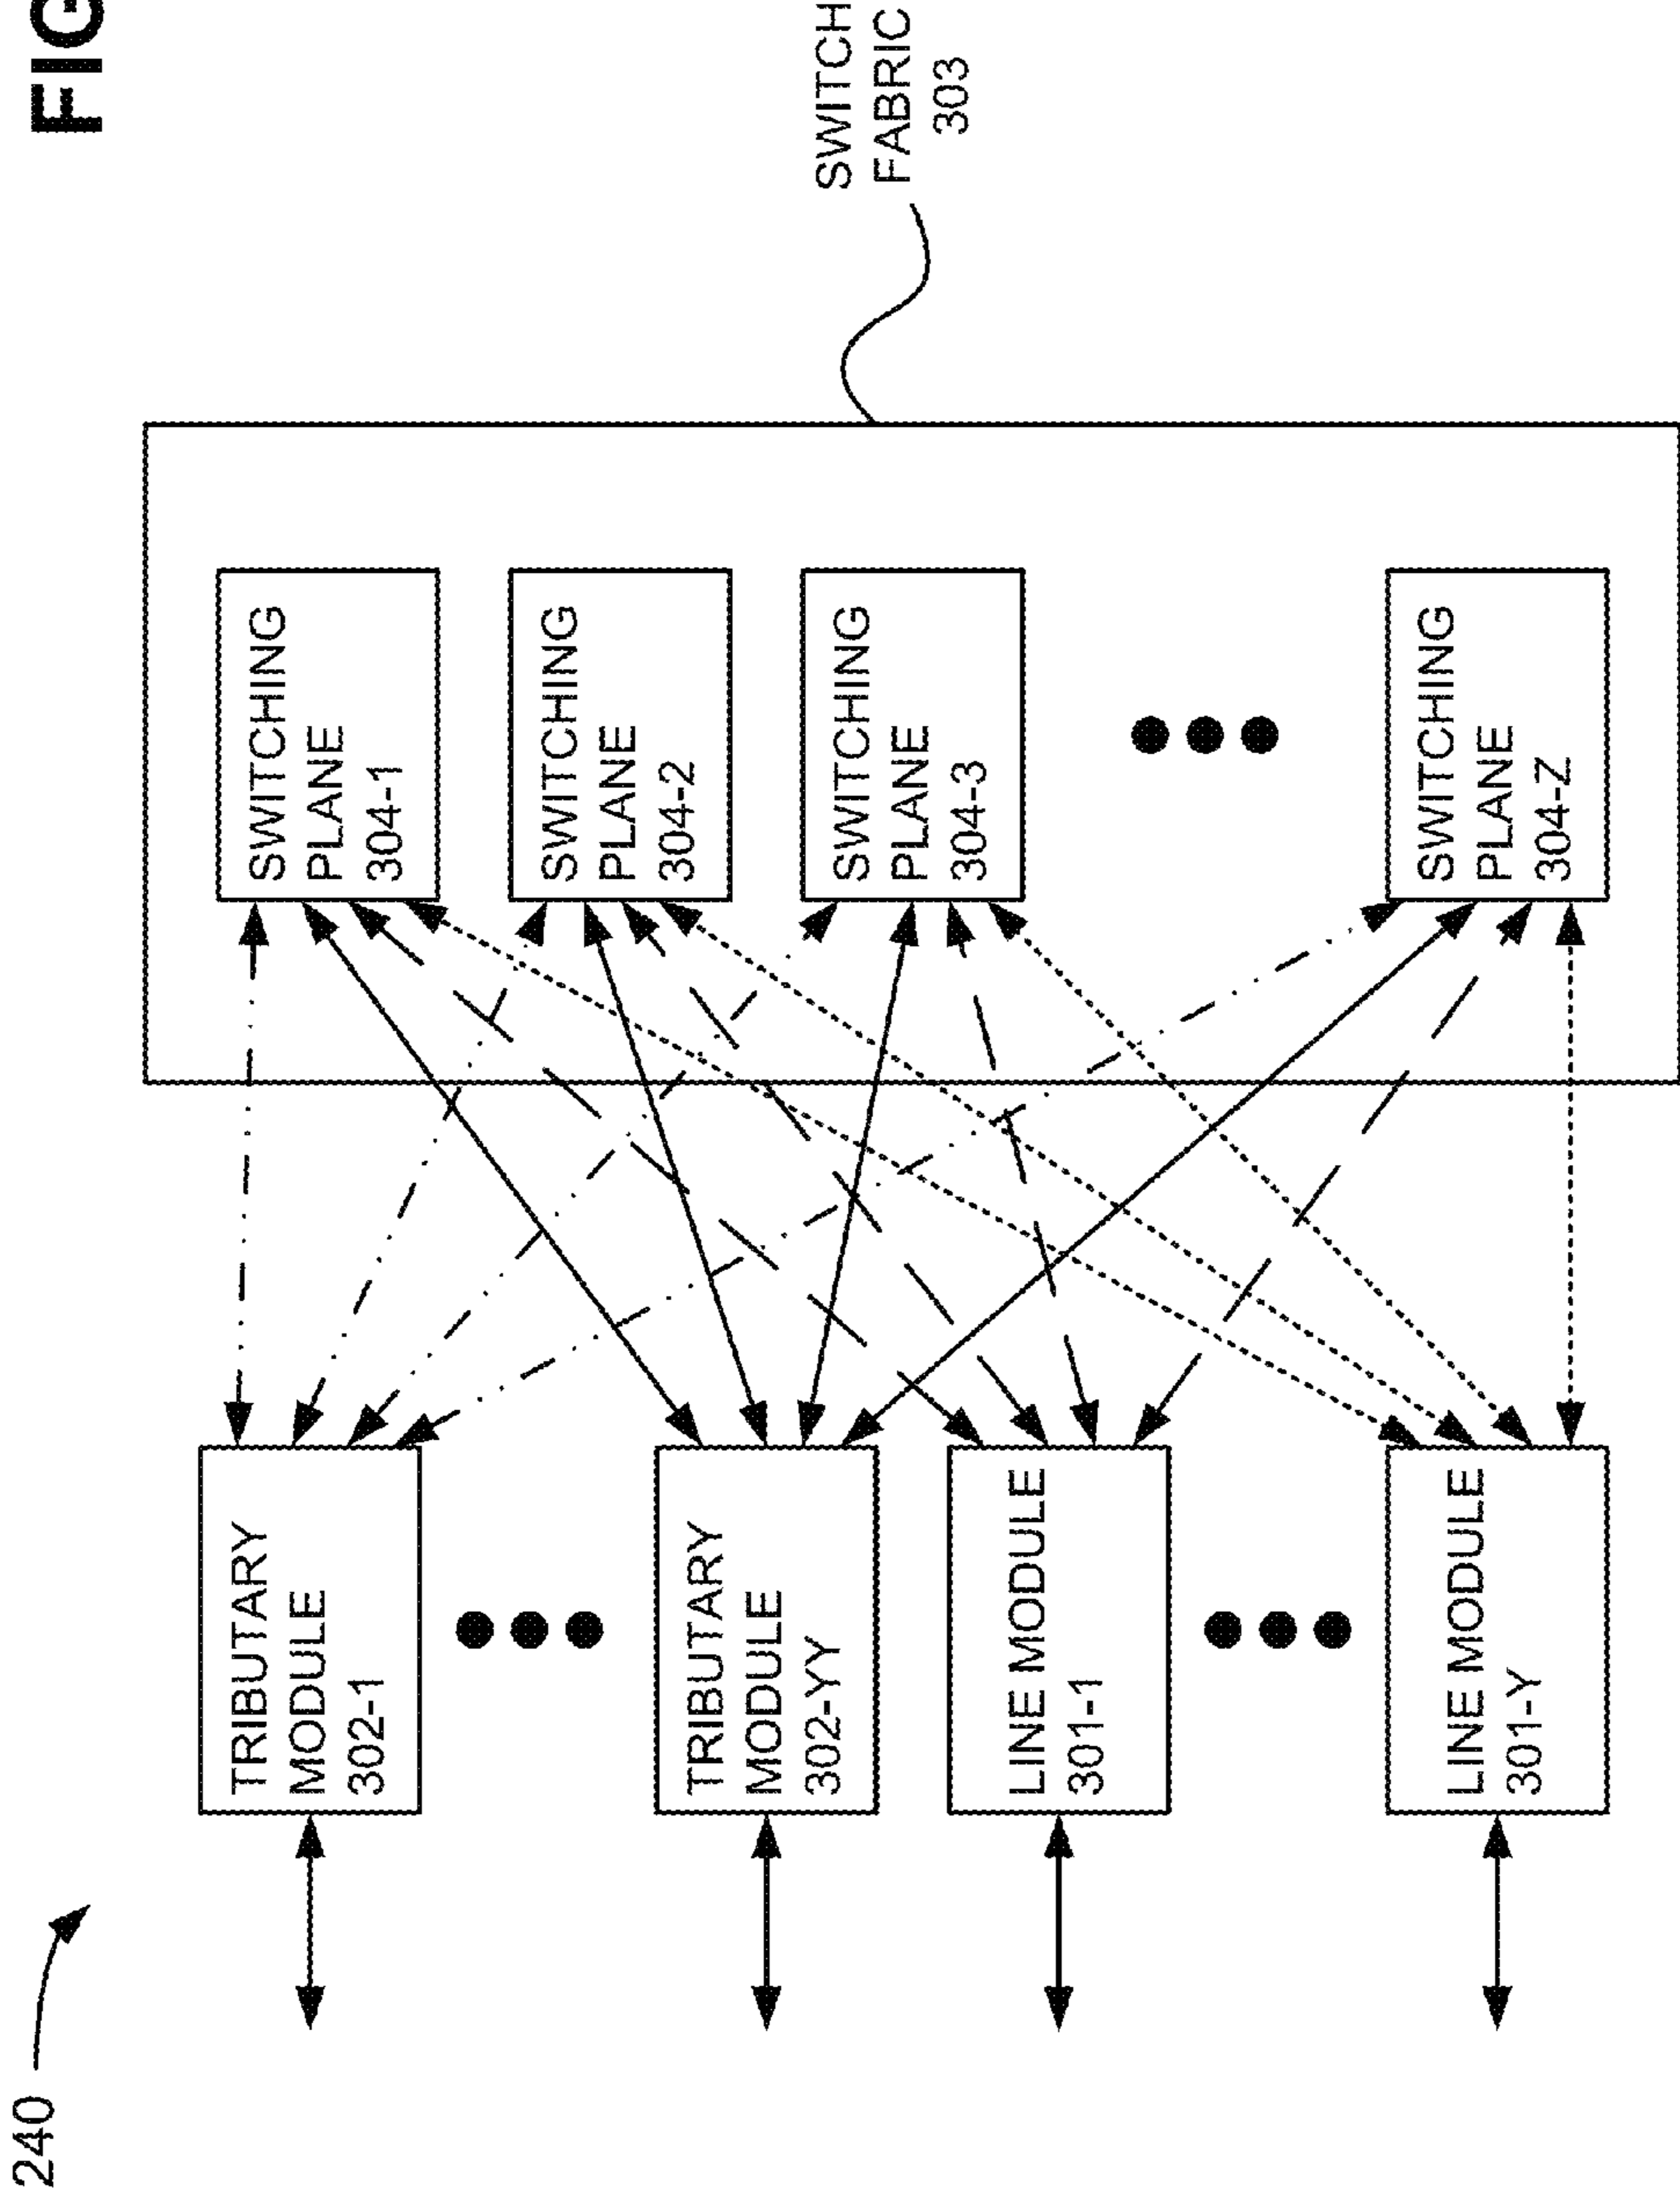 FIG
240
TRIBUTARY
MODULE
302-1
TRIBUTARY
MODULE
302-YY
LINE MODULE
301-1
LINE MODULE
301-Y
SWITCHING
PLANE
304-1
SWITCHING
PLANE
304-2
SWITCHING
PLANE
304-3
SWITCHING
PLANE
304-Z
SWITCH
FABRIC
303